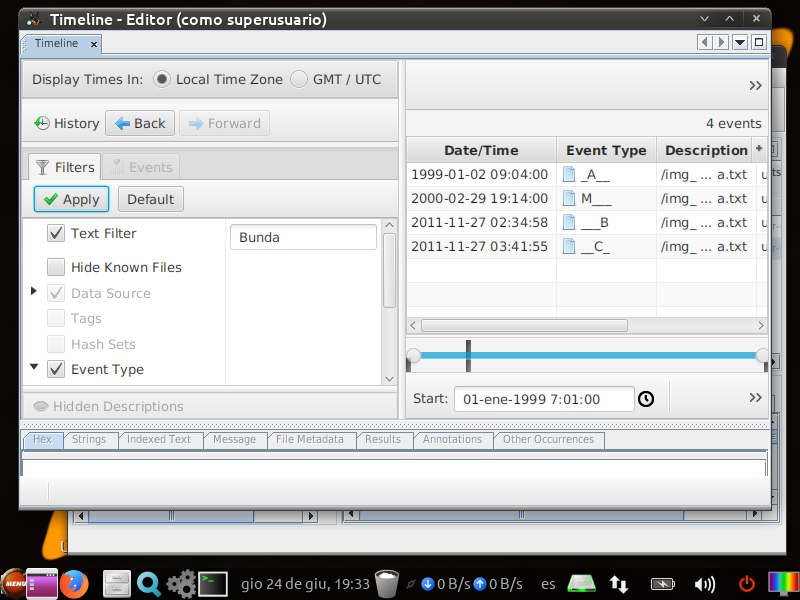 Timeline - Editor (como superusuario)
Timeline
Display Times In: Local Time Zone GMT / UTC
History Back Forward
Filters Events
Apply Default
Text Filter Bunda
Hide Known Files
Data Source
Tags
Hash Sets
Event Type
Hidden Descriptions
4 events
Date/Time Event Type Description +
1999-01-02 09:04:00 _A__ /img_ ... a.txt u
2000-02-29 19:14:00 M___ /img_ ... a.txt u
2011-11-27 02:34:58 ___B /img_ ... a.txt u
2011-11-27 03:41:55 __C_ /img_ ... a.txt u
Start: 01-ene-1999 7:01:00
Hex Strings Indexed Text Message File Metadata Results Annotations Other Occurrences
MENU gio 24 de giu, 19:33 0 B/s 0 B/s es